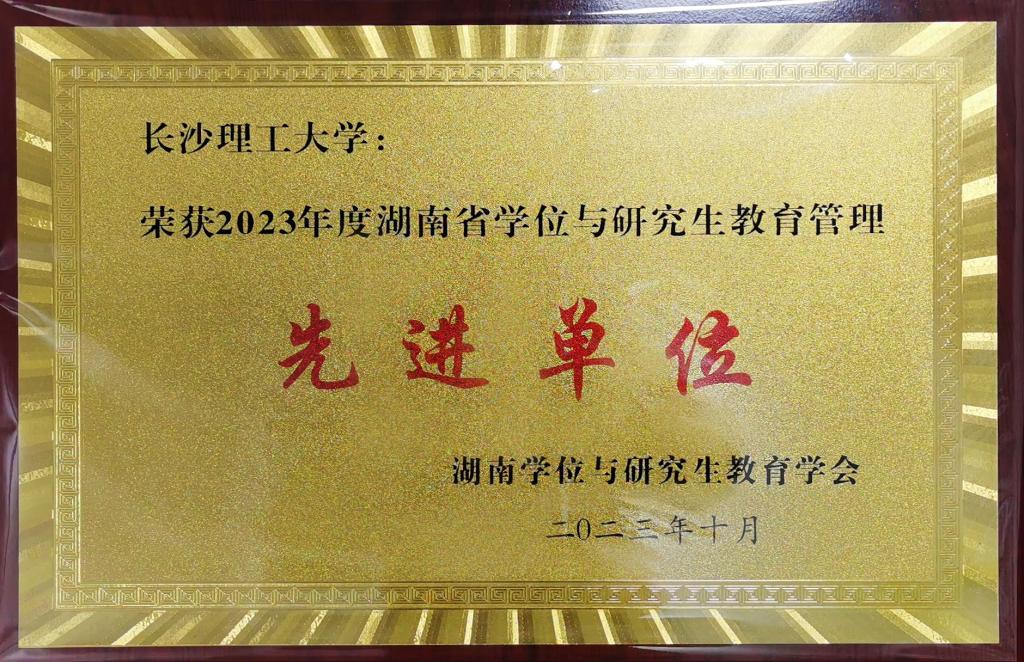 长沙理工大学：
荣获2023年度湖南省学位与研究生教育管理
先进单位
湖南学位与研究生教育学会
二〇二三年十月